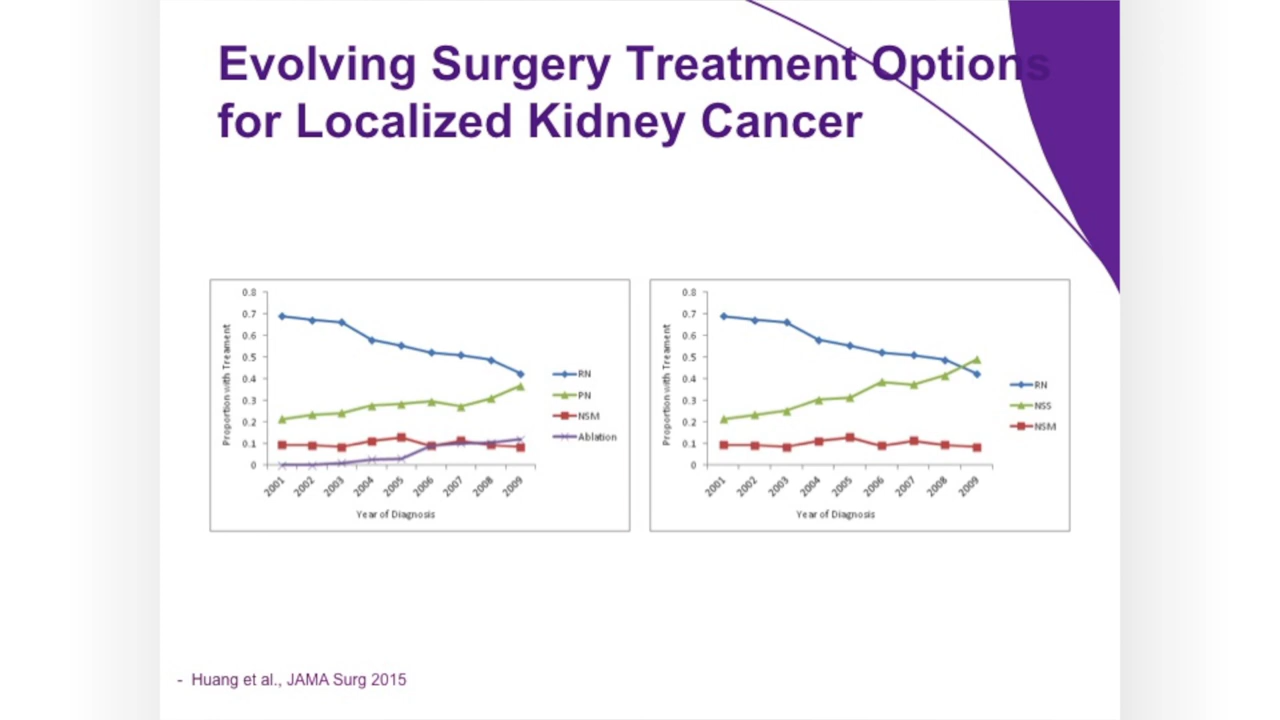 Evolving Surgery Treatment Options
for Localized Kidney Cancer
0.8
0.7
0.6
0.5
0.4
0.3
0.2
0.1
0
Proportion with Treament
2001
2002
2003
2004
2005
2006
2007
2008
2009
Year of Diagnosis
RN
PN
NSM
Ablation
0.8
0.7
0.6
0.5
0.4
0.3
0.2
0.1
0
Proportion with Treament
2001
2002
2003
2004
2005
2006
2007
2008
2009
Year of Diagnosis
RN
NSS
NSM
- Huang et al., JAMA Surg 2015